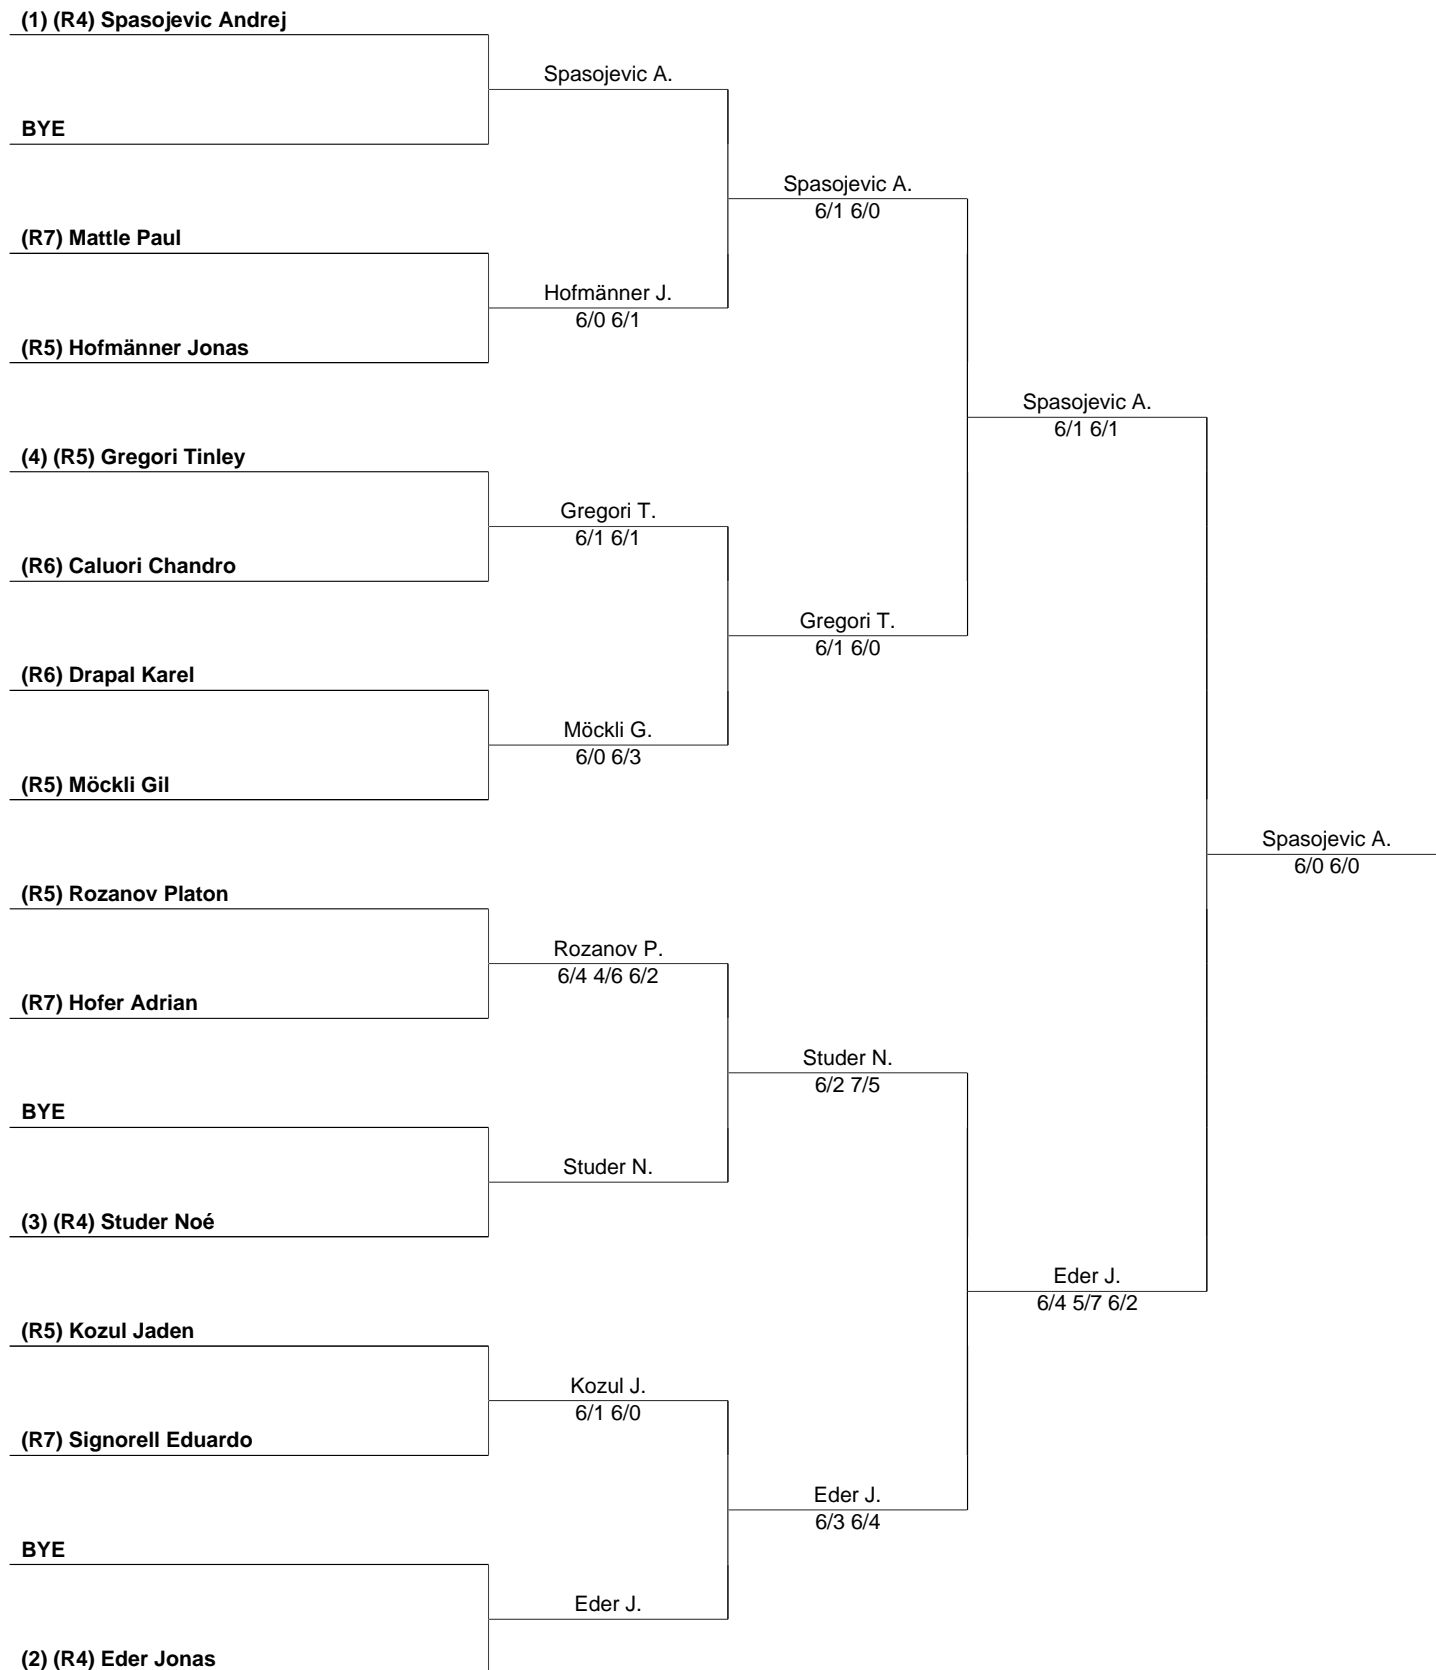 (1) (R4) Spasojevic Andrej
Spasojevic A.
BYE
Spasojevic A.
6/1 6/0
(R7) Mattle Paul
Hofmänner J.
6/0 6/1
(R5) Hofmänner Jonas
Spasojevic A.
6/1 6/1
(4) (R5) Gregori Tinley
Gregori T.
6/1 6/1
(R6) Caluori Chandro
Gregori T.
6/1 6/0
(R6) Drapal Karel
Möckli G.
6/0 6/3
(R5) Möckli Gil
Spasojevic A.
6/0 6/0
(R5) Rozanov Platon
Rozanov P.
6/4 4/6 6/2
(R7) Hofer Adrian
Studer N.
6/2 7/5
BYE
Studer N.
(3) (R4) Studer Noé
Eder J.
6/4 5/7 6/2
(R5) Kozul Jaden
Kozul J.
6/1 6/0
(R7) Signorell Eduardo
Eder J.
6/3 6/4
BYE
Eder J.
(2) (R4) Eder Jonas